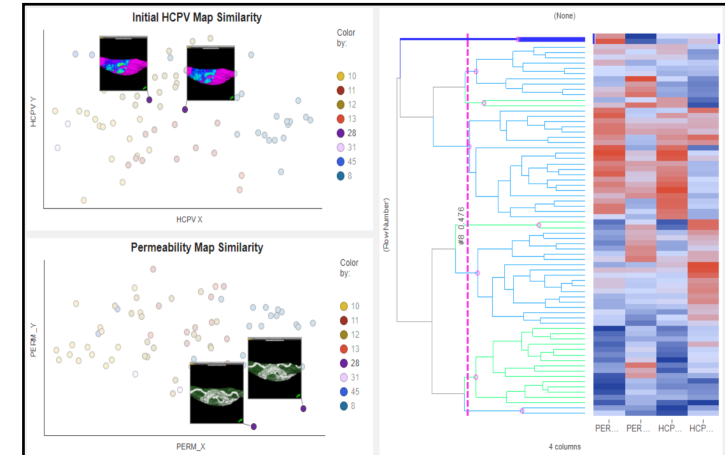 Initial HCPV Map Similarity
HCPV Y
HCPV X
Color
by:
10
11
12
13
28
31
45
8
Permeability Map Similarity
PERM_Y
PERM_X
Color
by:
10
11
12
13
28
31
45
8
(None)
(Row Number)
#8 0.476
PER... PER... HCP... HCP...
4 columns